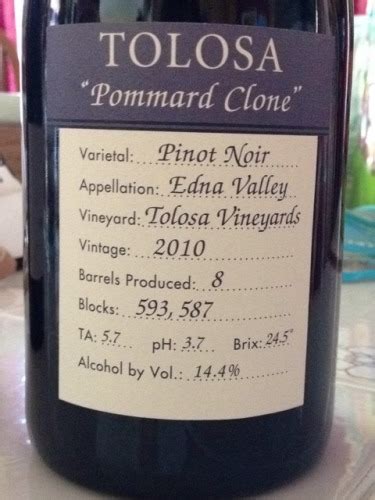 TOLOSA
"Pommard Clone"
Varietal: Pinot Noir
Appellation: Edna Valley
Vineyard: Tolosa Vineyards
Vintage: 2010
Barrels Produced: 8
Blocks: 593, 587
TA: 5.7 pH: 3.7 Brix: 24.5°
Alcohol by Vol.: 14.4%